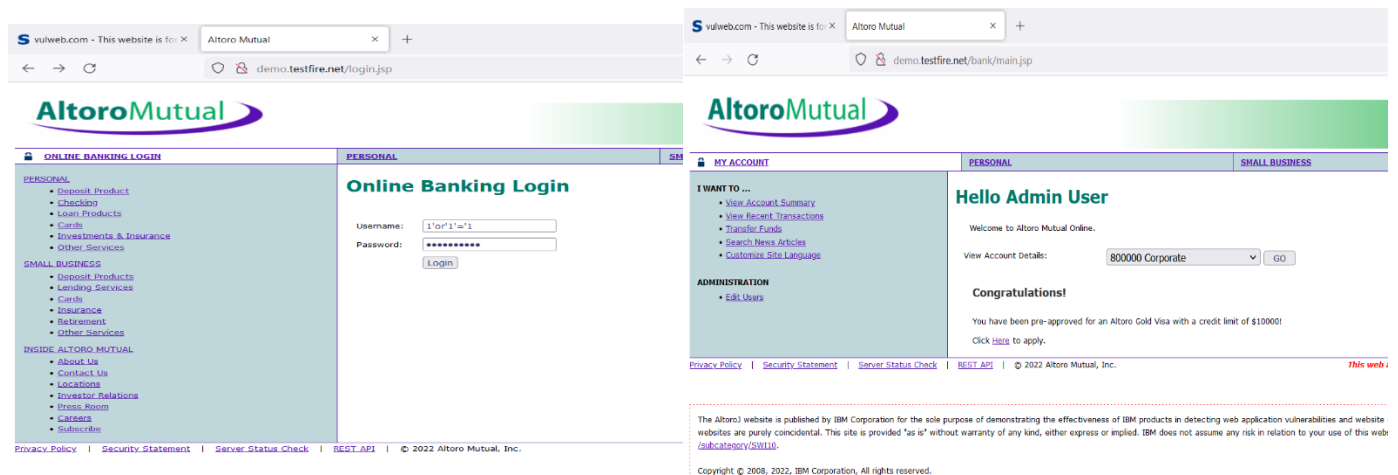 vulweb.com - This website is for
Altoro Mutual
demo.testfire.net/login.jsp
AltoroMutual
ONLINE BANKING LOGIN
PERSONAL
SM
PERSONAL
Deposit Product
Checking
Loan Products
Cards
Investments & Insurance
Other Services
SMALL BUSINESS
Deposit Products
Lending Services
Cards
Insurance
Retirement
Other Services
INSIDE ALTORO MUTUAL
About Us
Contact Us
Locations
Investor Relations
Press Room
Careers
Subscribe
Online Banking Login
Username: 1'or'1'='1
Password: ••••••••••
Login
Privacy Policy | Security Statement | Server Status Check | REST API | © 2022 Altoro Mutual, Inc.
vulweb.com - This website is fo
Altoro Mutual
demo.testfire.net/bank/main.jsp
AltoroMutual
MY ACCOUNT
PERSONAL
SMALL BUSINESS
I WANT TO ...
View Account Summary
View Recent Transactions
Transfer Funds
Search News Articles
Customize Site Language
ADMINISTRATION
Edit Users
Hello Admin User
Welcome to Altoro Mutual Online.
View Account Details: 800000 Corporate GO
Congratulations!
You have been pre-approved for an Altoro Gold Visa with a credit limit of $10000!
Click Here to apply.
Privacy Policy | Security Statement | Server Status Check | REST API | © 2022 Altoro Mutual, Inc.
This web a
The AltoroJ website is published by IBM Corporation for the sole purpose of demonstrating the effectiveness of IBM products in detecting web application vulnerabilities and website
websites are purely coincidental. This site is provided "as is" without warranty of any kind, either express or implied. IBM does not assume any risk in relation to your use of this web
/subcategory/SWI10.
Copyright © 2008, 2022, IBM Corporation, All rights reserved.